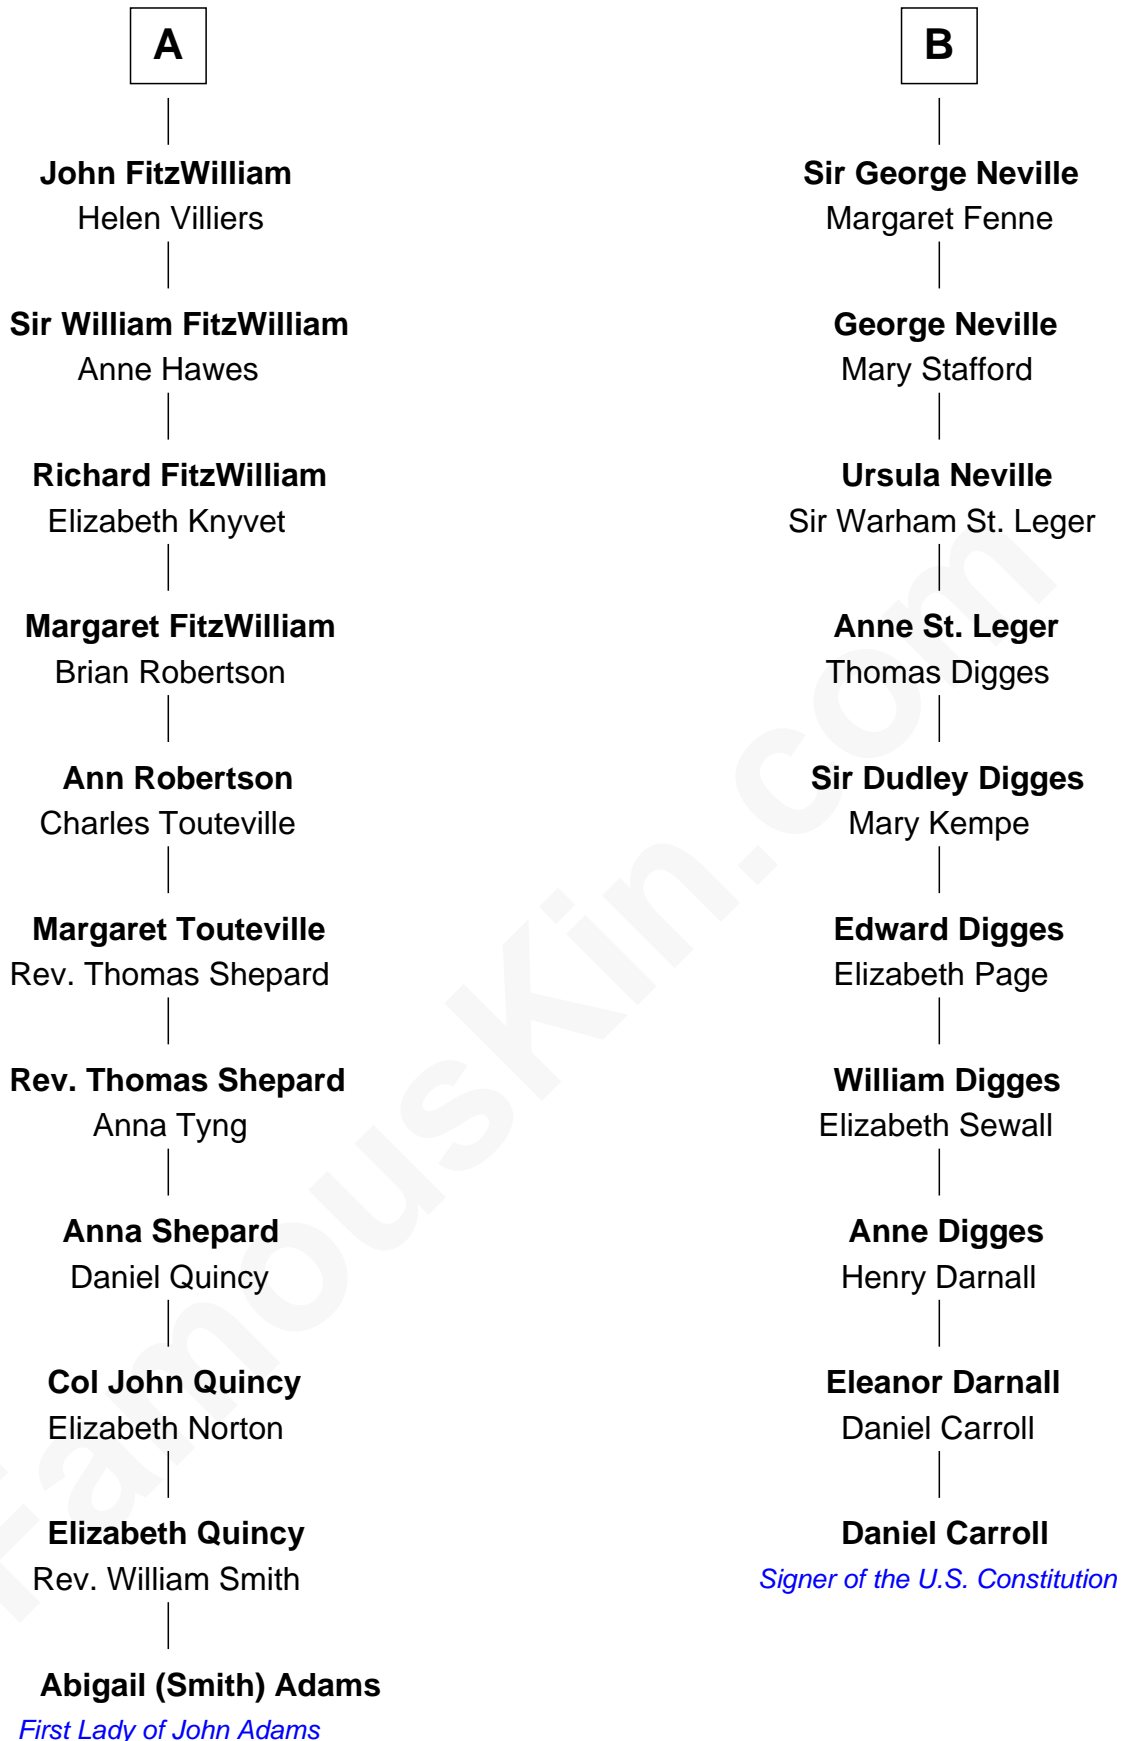 A
John FitzWilliam
Helen Villiers
Sir William FitzWilliam
Anne Hawes
Richard FitzWilliam
Elizabeth Knyvet
Margaret FitzWilliam
Brian Robertson
Ann Robertson
Charles Touteville
Margaret Touteville
Rev. Thomas Shepard
Rev. Thomas Shepard
Anna Tyng
Anna Shepard
Daniel Quincy
Col John Quincy
Elizabeth Norton
Elizabeth Quincy
Rev. William Smith
Abigail (Smith) Adams
First Lady of John Adams
B
Sir George Neville
Margaret Fenne
George Neville
Mary Stafford
Ursula Neville
Sir Warham St. Leger
Anne St. Leger
Thomas Digges
Sir Dudley Digges
Mary Kempe
Edward Digges
Elizabeth Page
William Digges
Elizabeth Sewall
Anne Digges
Henry Darnall
Eleanor Darnall
Daniel Carroll
Daniel Carroll
Signer of the U.S. Constitution
FamousKin.com